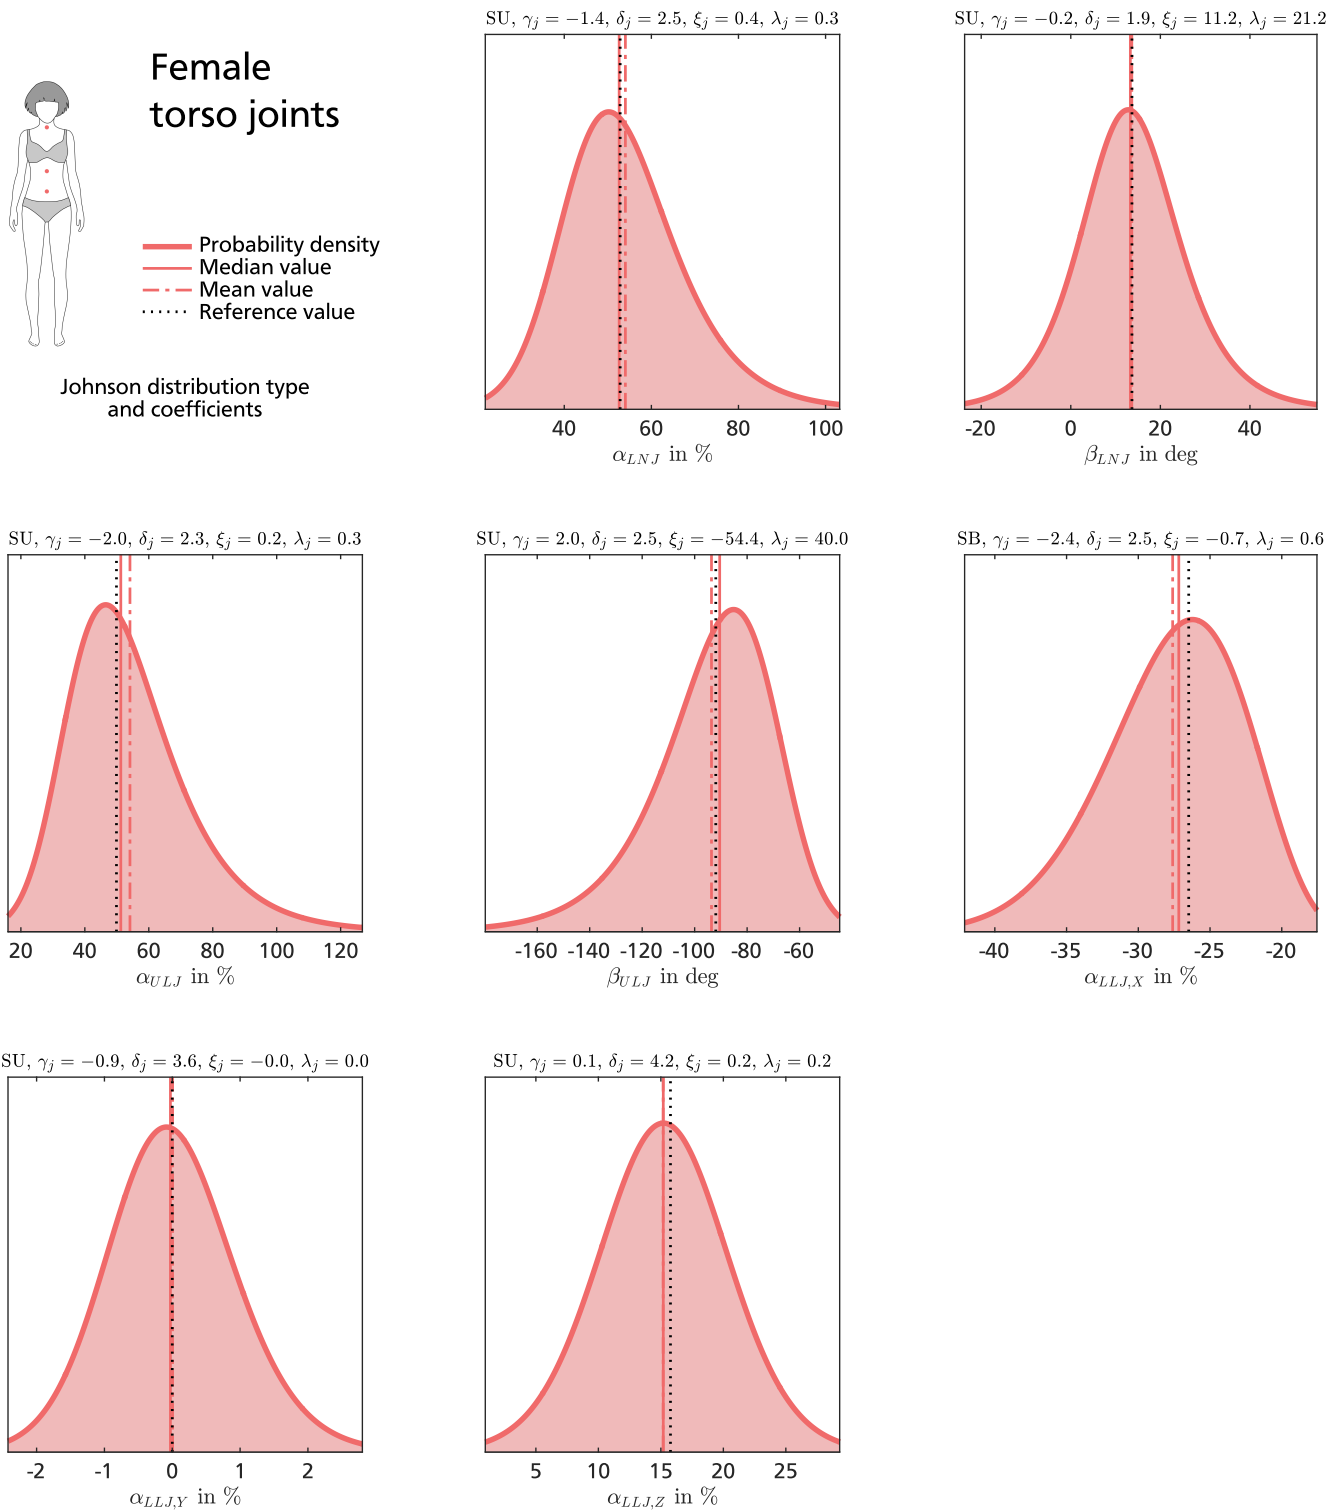 Female
torso joints
Probability density
Median value
Mean value
Reference value
Johnson distribution type
and coefficients
SU, γj = −1.4, δj = 2.5, ξj = 0.4, λj = 0.3
40 60 80 100
αLNJ in %
SU, γj = −0.2, δj = 1.9, ξj = 11.2, λj = 21.2
-20 0 20 40
βLNJ in deg
SU, γj = −2.0, δj = 2.3, ξj = 0.2, λj = 0.3
20 40 60 80 100 120
αULJ in %
SU, γj = 2.0, δj = 2.5, ξj = −54.4, λj = 40.0
-160 -140 -120 -100 -80 -60
βULJ in deg
SB, γj = −2.4, δj = 2.5, ξj = −0.7, λj = 0.6
-40 -35 -30 -25 -20
αLLJ,X in %
SU, γj = −0.9, δj = 3.6, ξj = −0.0, λj = 0.0
-2 -1 0 1 2
αLLJ,Y in %
SU, γj = 0.1, δj = 4.2, ξj = 0.2, λj = 0.2
5 10 15 20 25
αLLJ,Z in %